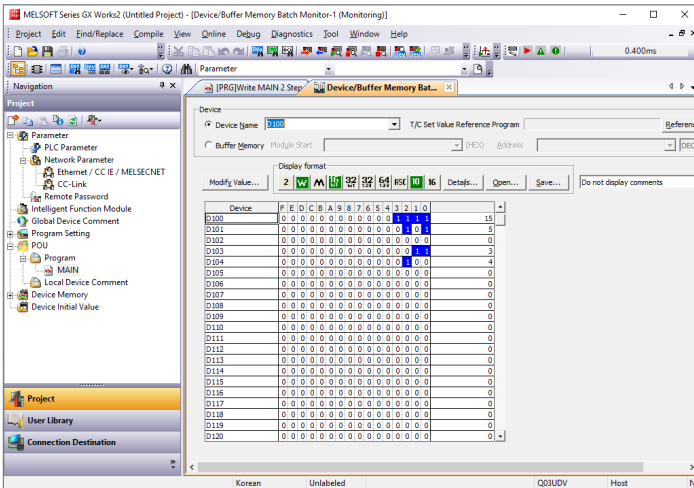 MELSOFT Series GX Works2 (Untitled Project) - [Device/Buffer Memory Batch Monitor-1 (Monitoring)]
Project Edit Find/Replace Compile View Online Debug Diagnostics Tool Window Help
0.400ms
Parameter
Navigation
[PRG]Write MAIN 2 Step
Device/Buffer Memory Bat...
Project
Parameter
PLC Parameter
Network Parameter
Ethernet / CC IE / MELSECNET
CC-Link
Remote Password
Intelligent Function Module
Global Device Comment
Program Setting
POU
Program
MAIN
Local Device Comment
Device Memory
Device Initial Value
Project
User Library
Connection Destination
Device
Device Name D100 T/C Set Value Reference Program Referenc
Buffer Memory Module Start (HEX) Address DEC
Display format
Modify Value... 2 W M 16bit 32bit 32 64 ASC 10 16 Details... Open... Save... Do not display comments
Device F E D C B A 9 8 7 6 5 4 3 2 1 0
D100 0 0 0 0 0 0 0 0 0 0 0 0 1 1 1 1 15
D101 0 0 0 0 0 0 0 0 0 0 0 0 0 1 0 1 5
D102 0 0 0 0 0 0 0 0 0 0 0 0 0 0 0 0 0
D103 0 0 0 0 0 0 0 0 0 0 0 0 0 0 1 1 3
D104 0 0 0 0 0 0 0 0 0 0 0 0 0 1 0 0 4
D105 0 0 0 0 0 0 0 0 0 0 0 0 0 0 0 0 0
D106 0 0 0 0 0 0 0 0 0 0 0 0 0 0 0 0 0
D107 0 0 0 0 0 0 0 0 0 0 0 0 0 0 0 0 0
D108 0 0 0 0 0 0 0 0 0 0 0 0 0 0 0 0 0
D109 0 0 0 0 0 0 0 0 0 0 0 0 0 0 0 0 0
D110 0 0 0 0 0 0 0 0 0 0 0 0 0 0 0 0 0
D111 0 0 0 0 0 0 0 0 0 0 0 0 0 0 0 0 0
D112 0 0 0 0 0 0 0 0 0 0 0 0 0 0 0 0 0
D113 0 0 0 0 0 0 0 0 0 0 0 0 0 0 0 0 0
D114 0 0 0 0 0 0 0 0 0 0 0 0 0 0 0 0 0
D115 0 0 0 0 0 0 0 0 0 0 0 0 0 0 0 0 0
D116 0 0 0 0 0 0 0 0 0 0 0 0 0 0 0 0 0
D117 0 0 0 0 0 0 0 0 0 0 0 0 0 0 0 0 0
D118 0 0 0 0 0 0 0 0 0 0 0 0 0 0 0 0 0
D119 0 0 0 0 0 0 0 0 0 0 0 0 0 0 0 0 0
D120 0 0 0 0 0 0 0 0 0 0 0 0 0 0 0 0 0
Korean Unlabeled Q03UDV Host N